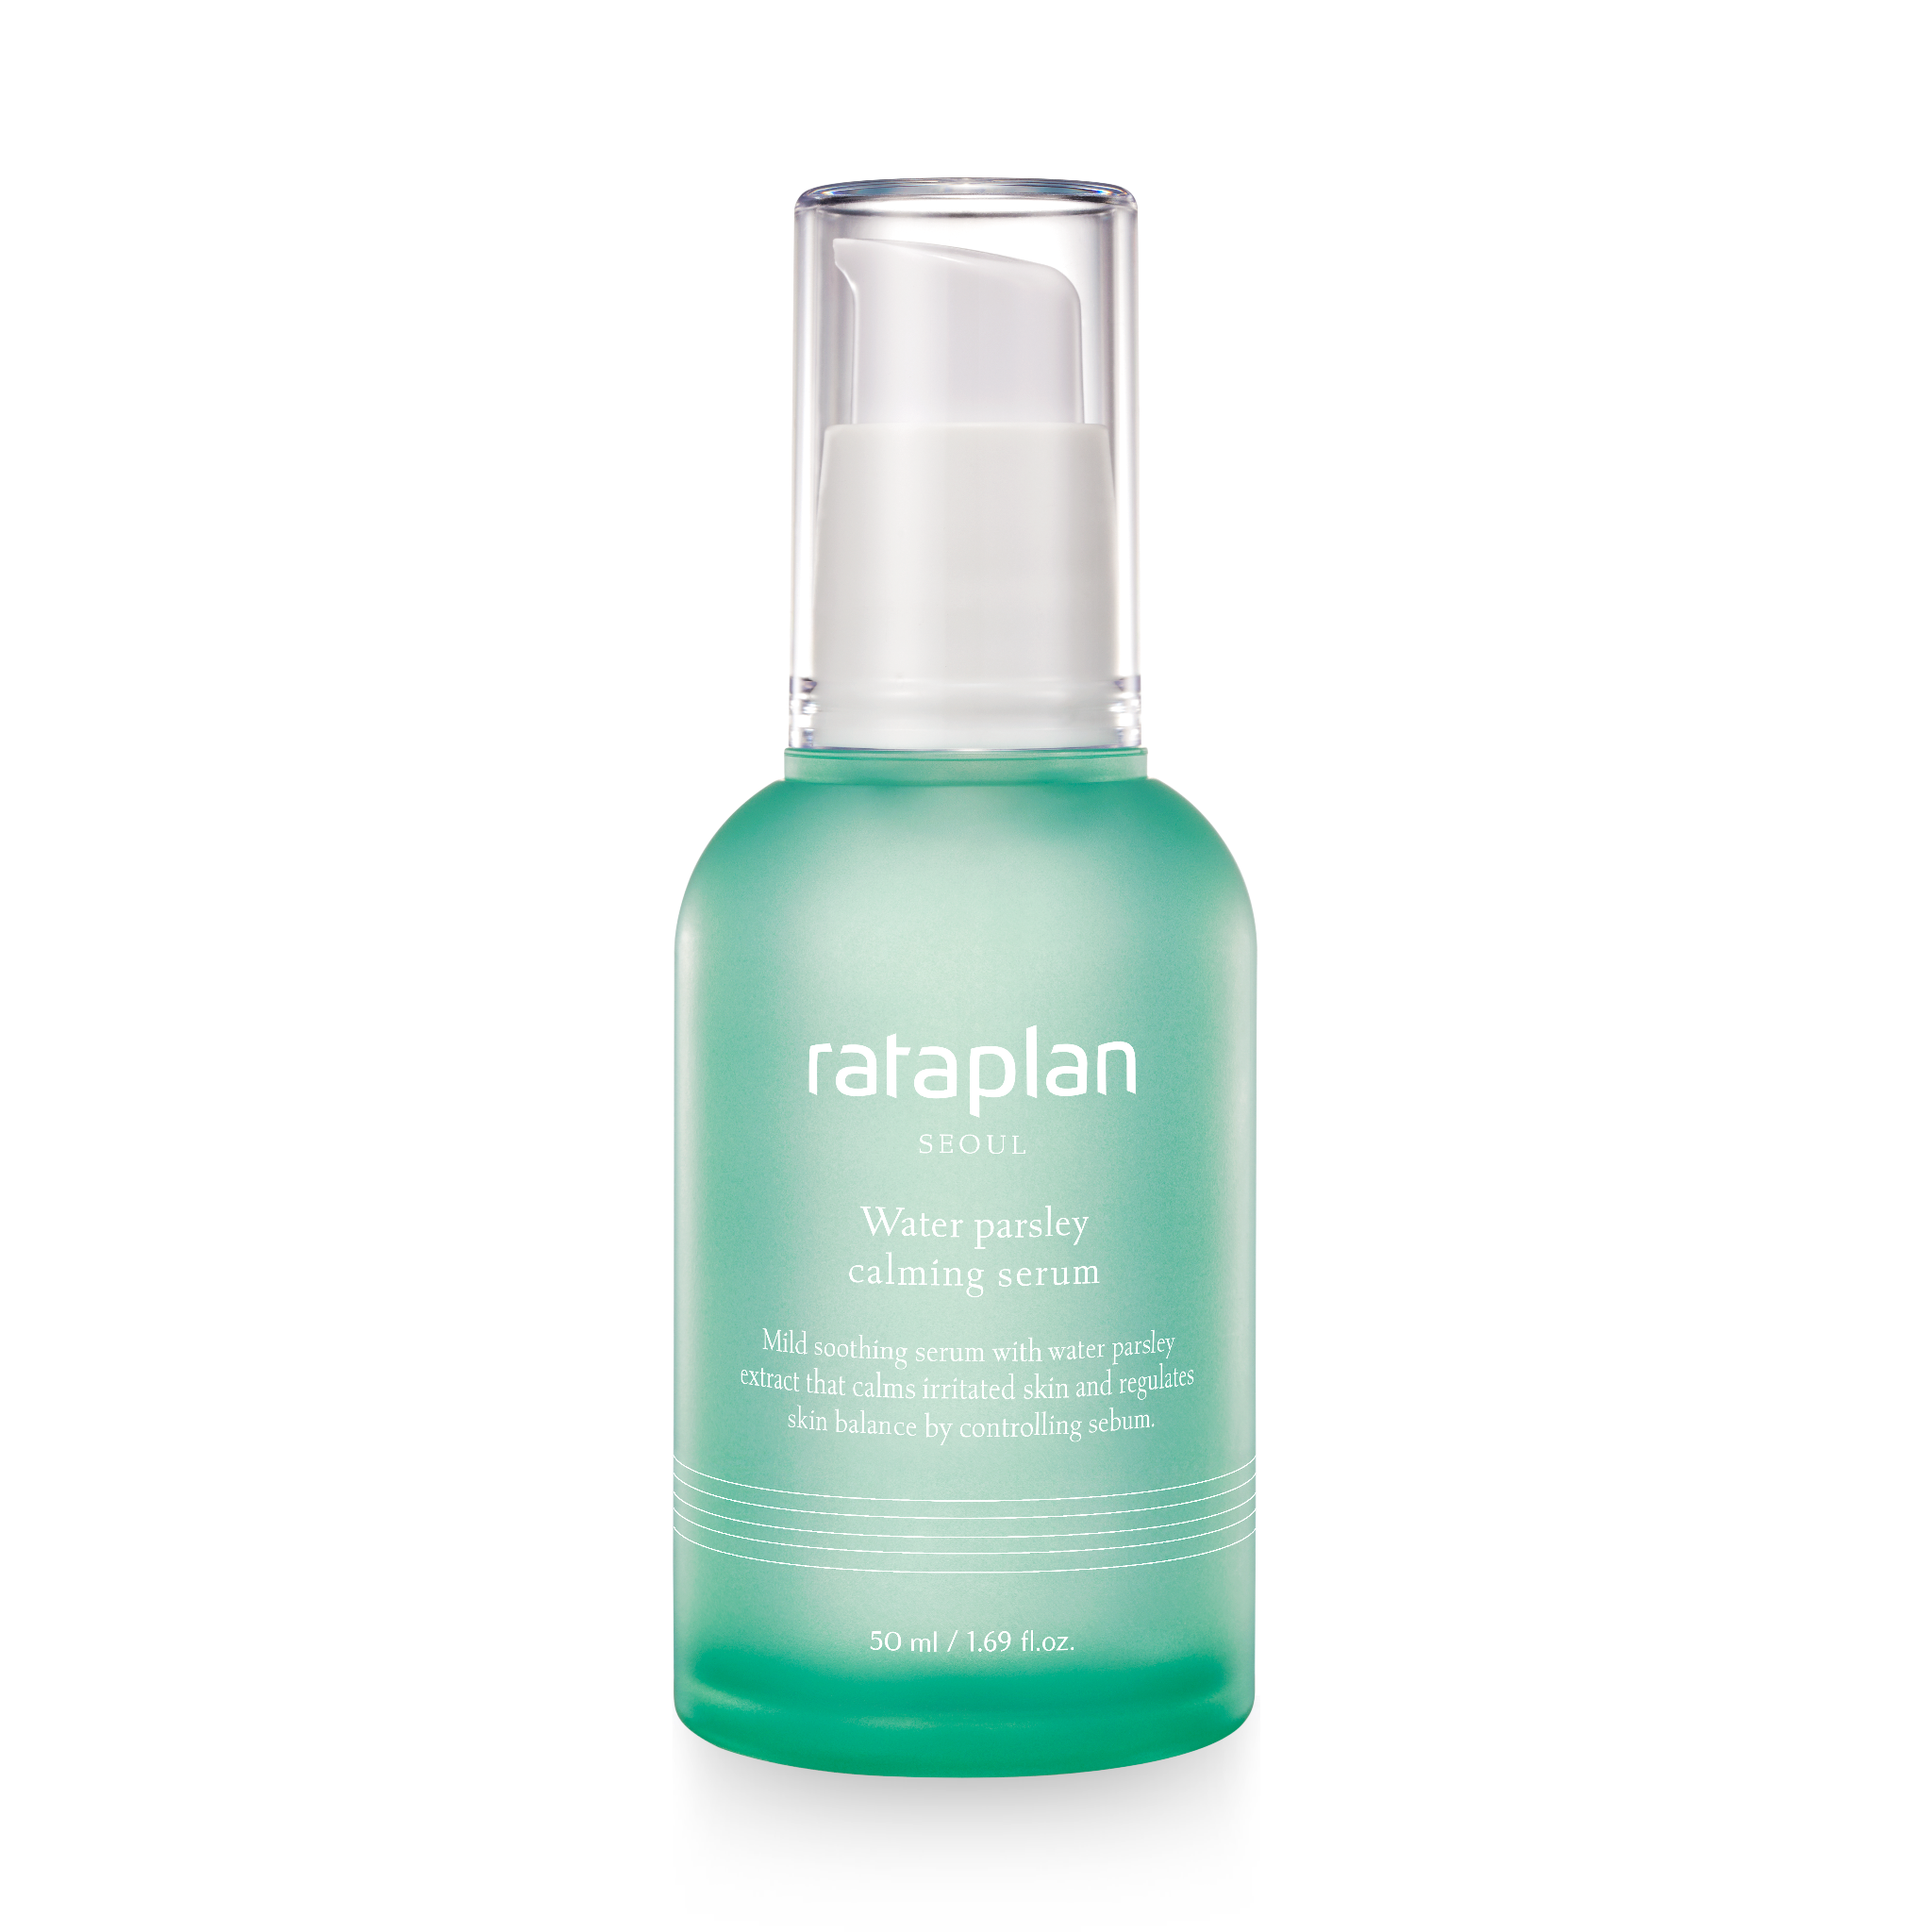 rataplan
SEOUL
Water parsley
calming serum
Mild soothing serum with water parsley
extract that calms irritated skin and regulates
skin balance by controlling sebum.
50 ml / 1.69 fl.oz.